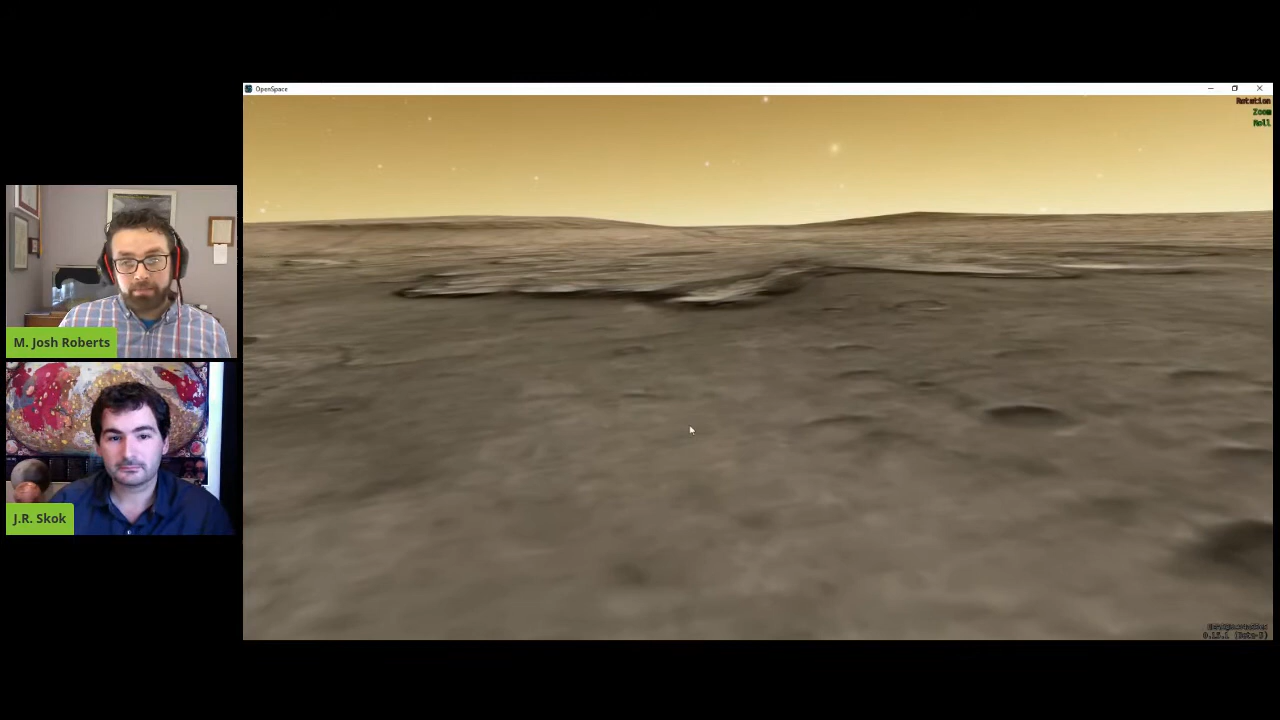 OpenSpace
Rotation
Zoom
Roll
M. Josh Roberts
J.R. Skok